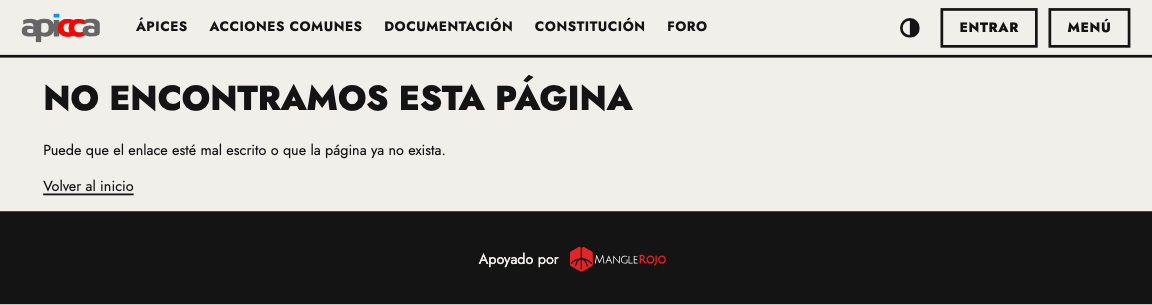 apicca
ÁPICES ACCIONES COMUNES DOCUMENTACIÓN CONSTITUCIÓN FORO ENTRAR MENÚ
NO ENCONTRAMOS ESTA PÁGINA
Puede que el enlace esté mal escrito o que la página ya no exista.
Volver al inicio
Apoyado por MANGLEROJO